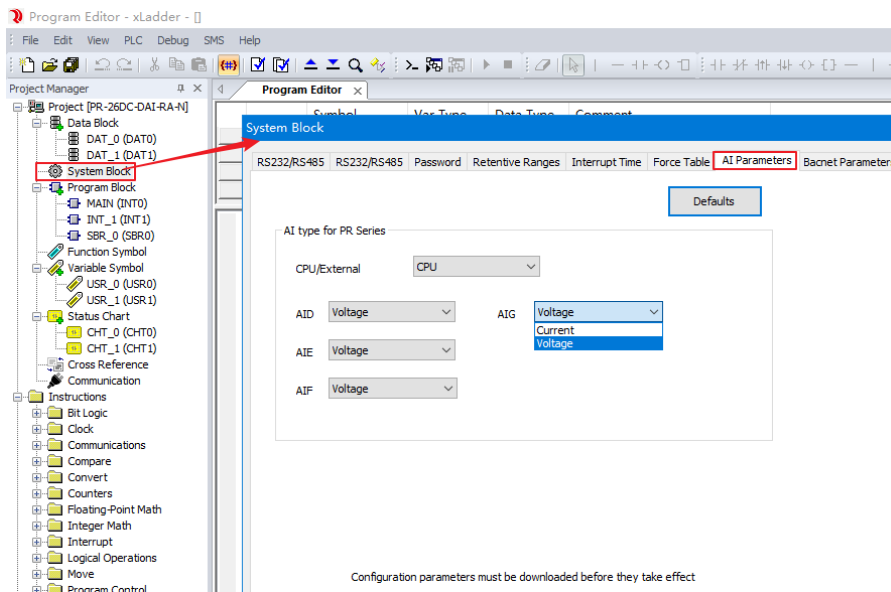 Program Editor - xLadder - []
File Edit View PLC Debug SMS Help
Project Manager
Program Editor
Project [PR-26DC-DAI-RA-N]
Data Block
DAT_0 (DAT0)
DAT_1 (DAT1)
System Block
Program Block
MAIN (INT0)
INT_1 (INT1)
SBR_0 (SBR0)
Function Symbol
Variable Symbol
USR_0 (USR0)
USR_1 (USR1)
Status Chart
CHT_0 (CHT0)
CHT_1 (CHT1)
Cross Reference
Communication
Instructions
Bit Logic
Clock
Communications
Compare
Convert
Counters
Floating-Point Math
Integer Math
Interrupt
Logical Operations
Move
Program Control
Symbol Var Type Data Type Comment
System Block
RS232/RS485 RS232/RS485 Password Retentive Ranges Interrupt Time Force Table AI Parameters Bacnet Parameter
Defaults
AI type for PR Series
CPU/External CPU
AID Voltage AIG Voltage
Current
Voltage
AIE Voltage
AIF Voltage
Configuration parameters must be downloaded before they take effect